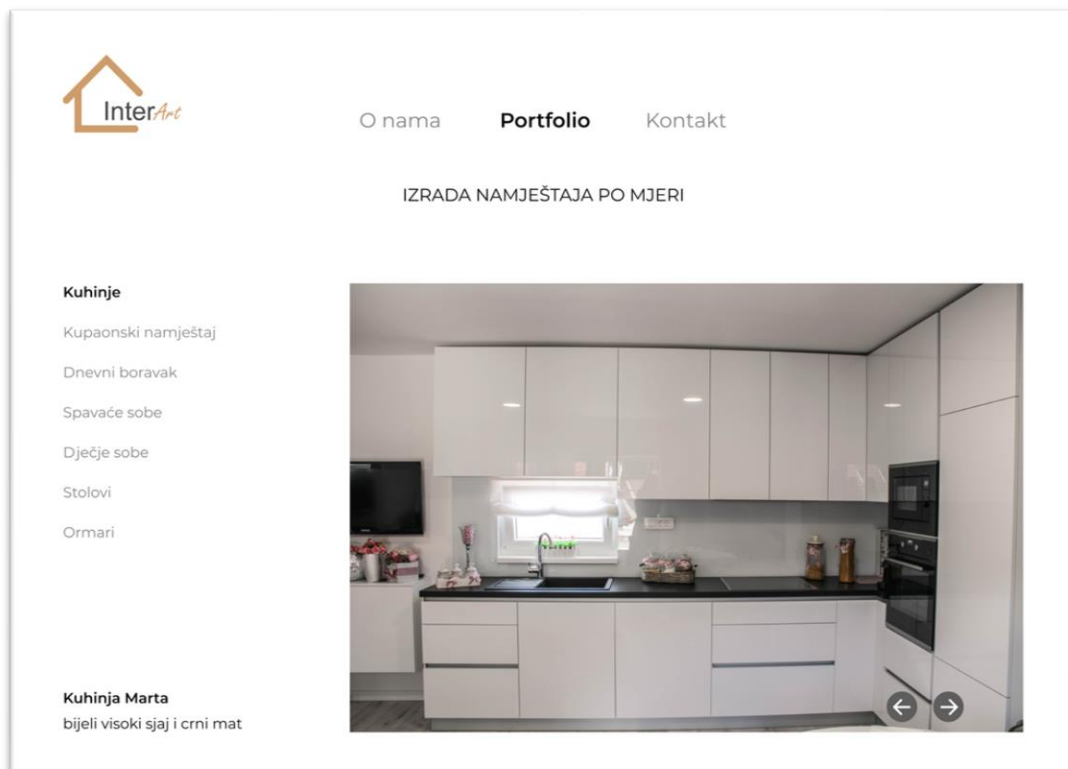 InterArt
O nama
Portfolio
Kontakt
IZRADA NAMJEŠTAJA PO MJERI
Kuhinje
Kupaonski namještaj
Dnevni boravak
Spavaće sobe
Dječje sobe
Stolovi
Ormari
Kuhinja Marta
bijeli visoki sjaj i crni mat